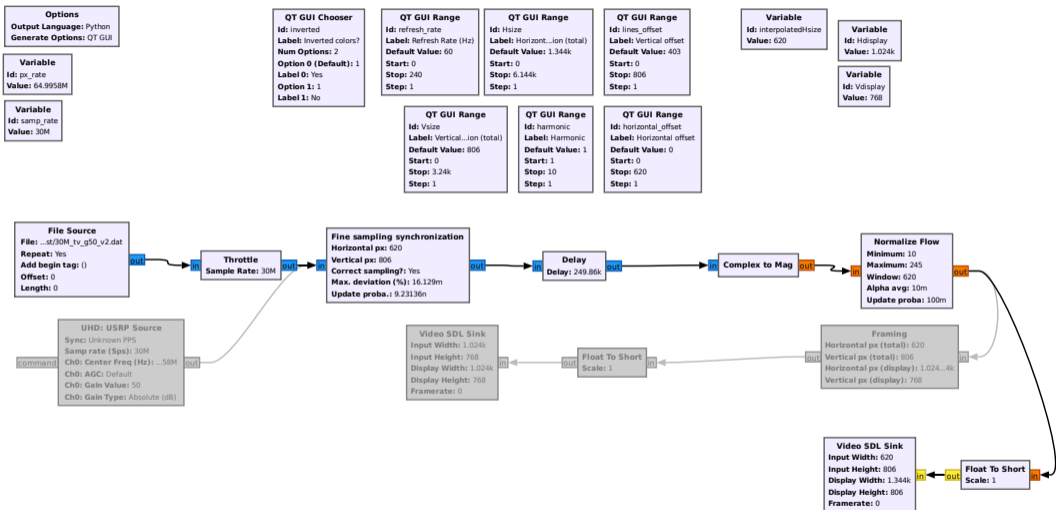 Options
Output Language: Python
Generate Options: QT GUI
Variable
Id: px_rate
Value: 64.9958M
Variable
Id: samp_rate
Value: 30M
QT GUI Chooser
Id: inverted
Label: Inverted colors?
Num Options: 2
Option 0 (Default): 1
Label 0: Yes
Option 1: 1
Label 1: No
QT GUI Range
Id: refresh_rate
Label: Refresh Rate (Hz)
Default Value: 60
Start: 0
Stop: 240
Step: 1
QT GUI Range
Id: Hsize
Label: Horizont...ion (total)
Default Value: 1.344k
Start: 0
Stop: 6.144k
Step: 1
QT GUI Range
Id: lines_offset
Label: Vertical offset
Default Value: 403
Start: 0
Stop: 806
Step: 1
Variable
Id: interpolatedHsize
Value: 620
Variable
Id: Hdisplay
Value: 1.024k
Variable
Id: Vdisplay
Value: 768
QT GUI Range
Id: Vsize
Label: Vertical...ion (total)
Default Value: 806
Start: 0
Stop: 3.24k
Step: 1
QT GUI Range
Id: harmonic
Label: Harmonic
Default Value: 1
Start: 1
Stop: 10
Step: 1
QT GUI Range
Id: horizontal_offset
Label: Horizontal offset
Default Value: 0
Start: 0
Stop: 620
Step: 1
File Source
File: ...st/30M_tv_g50_v2.dat
Repeat: Yes
Add begin tag: ()
Offset: 0
Length: 0
out
in
Throttle
Sample Rate: 30M
out
in
Fine sampling synchronization
Horizontal px: 620
Vertical px: 806
Correct sampling?: Yes
Max. deviation (%): 16.129m
Update proba.: 9.23136n
out
in
Delay
Delay: 249.86k
out
in
Complex to Mag
out
in
Normalize Flow
Minimum: 10
Maximum: 245
Window: 620
Alpha avg: 10m
Update proba: 100m
out
command
UHD: USRP Source
Sync: Unknown PPS
Samp rate (Sps): 30M
Ch0: Center Freq (Hz): ...58M
Ch0: AGC: Default
Ch0: Gain Value: 50
Ch0: Gain Type: Absolute (dB)
out
Video SDL Sink
Input Width: 1.024k
Input Height: 768
Display Width: 1.024k
Display Height: 768
Framerate: 0
in
out
Float To Short
Scale: 1
in
out
Framing
Horizontal px (total): 620
Vertical px (total): 806
Horizontal px (display): 1.024...4k
Vertical px (display): 768
in
Video SDL Sink
Input Width: 620
Input Height: 806
Display Width: 1.344k
Display Height: 806
Framerate: 0
in
out
Float To Short
Scale: 1
in